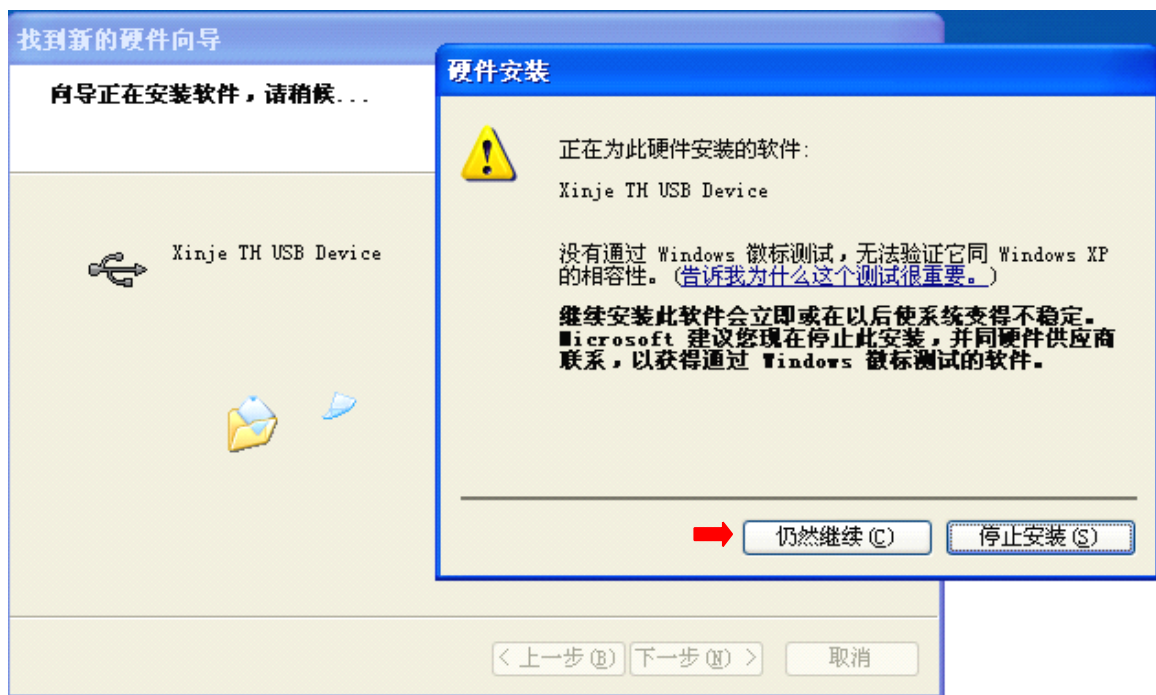 找到新的硬件向导
向导正在安装软件，请稍候...
Xinje TH USB Device
硬件安装
正在为此硬件安装的软件:
Xinje TH USB Device
没有通过 Windows 徽标测试，无法验证它同 Windows XP
的相容性。(告诉我为什么这个测试很重要。)
继续安装此软件会立即或在以后使系统变得不稳定。
Microsoft 建议您现在停止此安装，并同硬件供应商
联系，以获得通过 Windows 徽标测试的软件。
仍然继续(C)
停止安装(S)
< 上一步(B)
下一步(N) >
取消